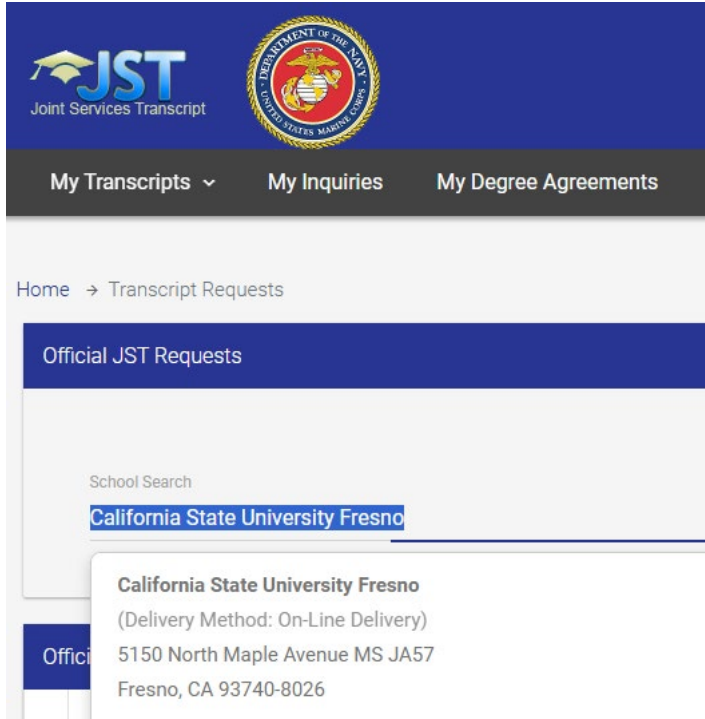 JST
Joint Services Transcript
DEPARTMENT OF THE NAVY
UNITED STATES MARINE CORPS
My Transcripts
My Inquiries
My Degree Agreements
Home → Transcript Requests
Official JST Requests
School Search
California State University Fresno
California State University Fresno
(Delivery Method: On-Line Delivery)
5150 North Maple Avenue MS JA57
Offici
Fresno, CA 93740-8026